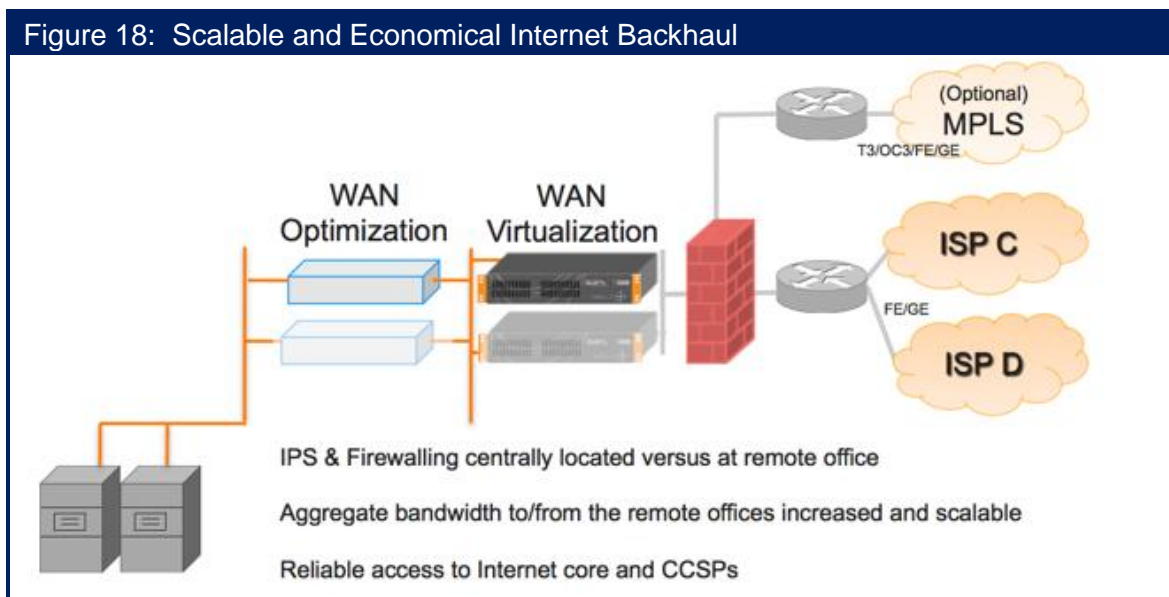 Figure 18:  Scalable and Economical Internet Backhaul
(Optional)
MPLS
T3/OC3/FE/GE
WAN
Optimization
WAN
Virtualization
ISP C
FE/GE
ISP D
IPS & Firewalling centrally located versus at remote office
Aggregate bandwidth to/from the remote offices increased and scalable
Reliable access to Internet core and CCSPs